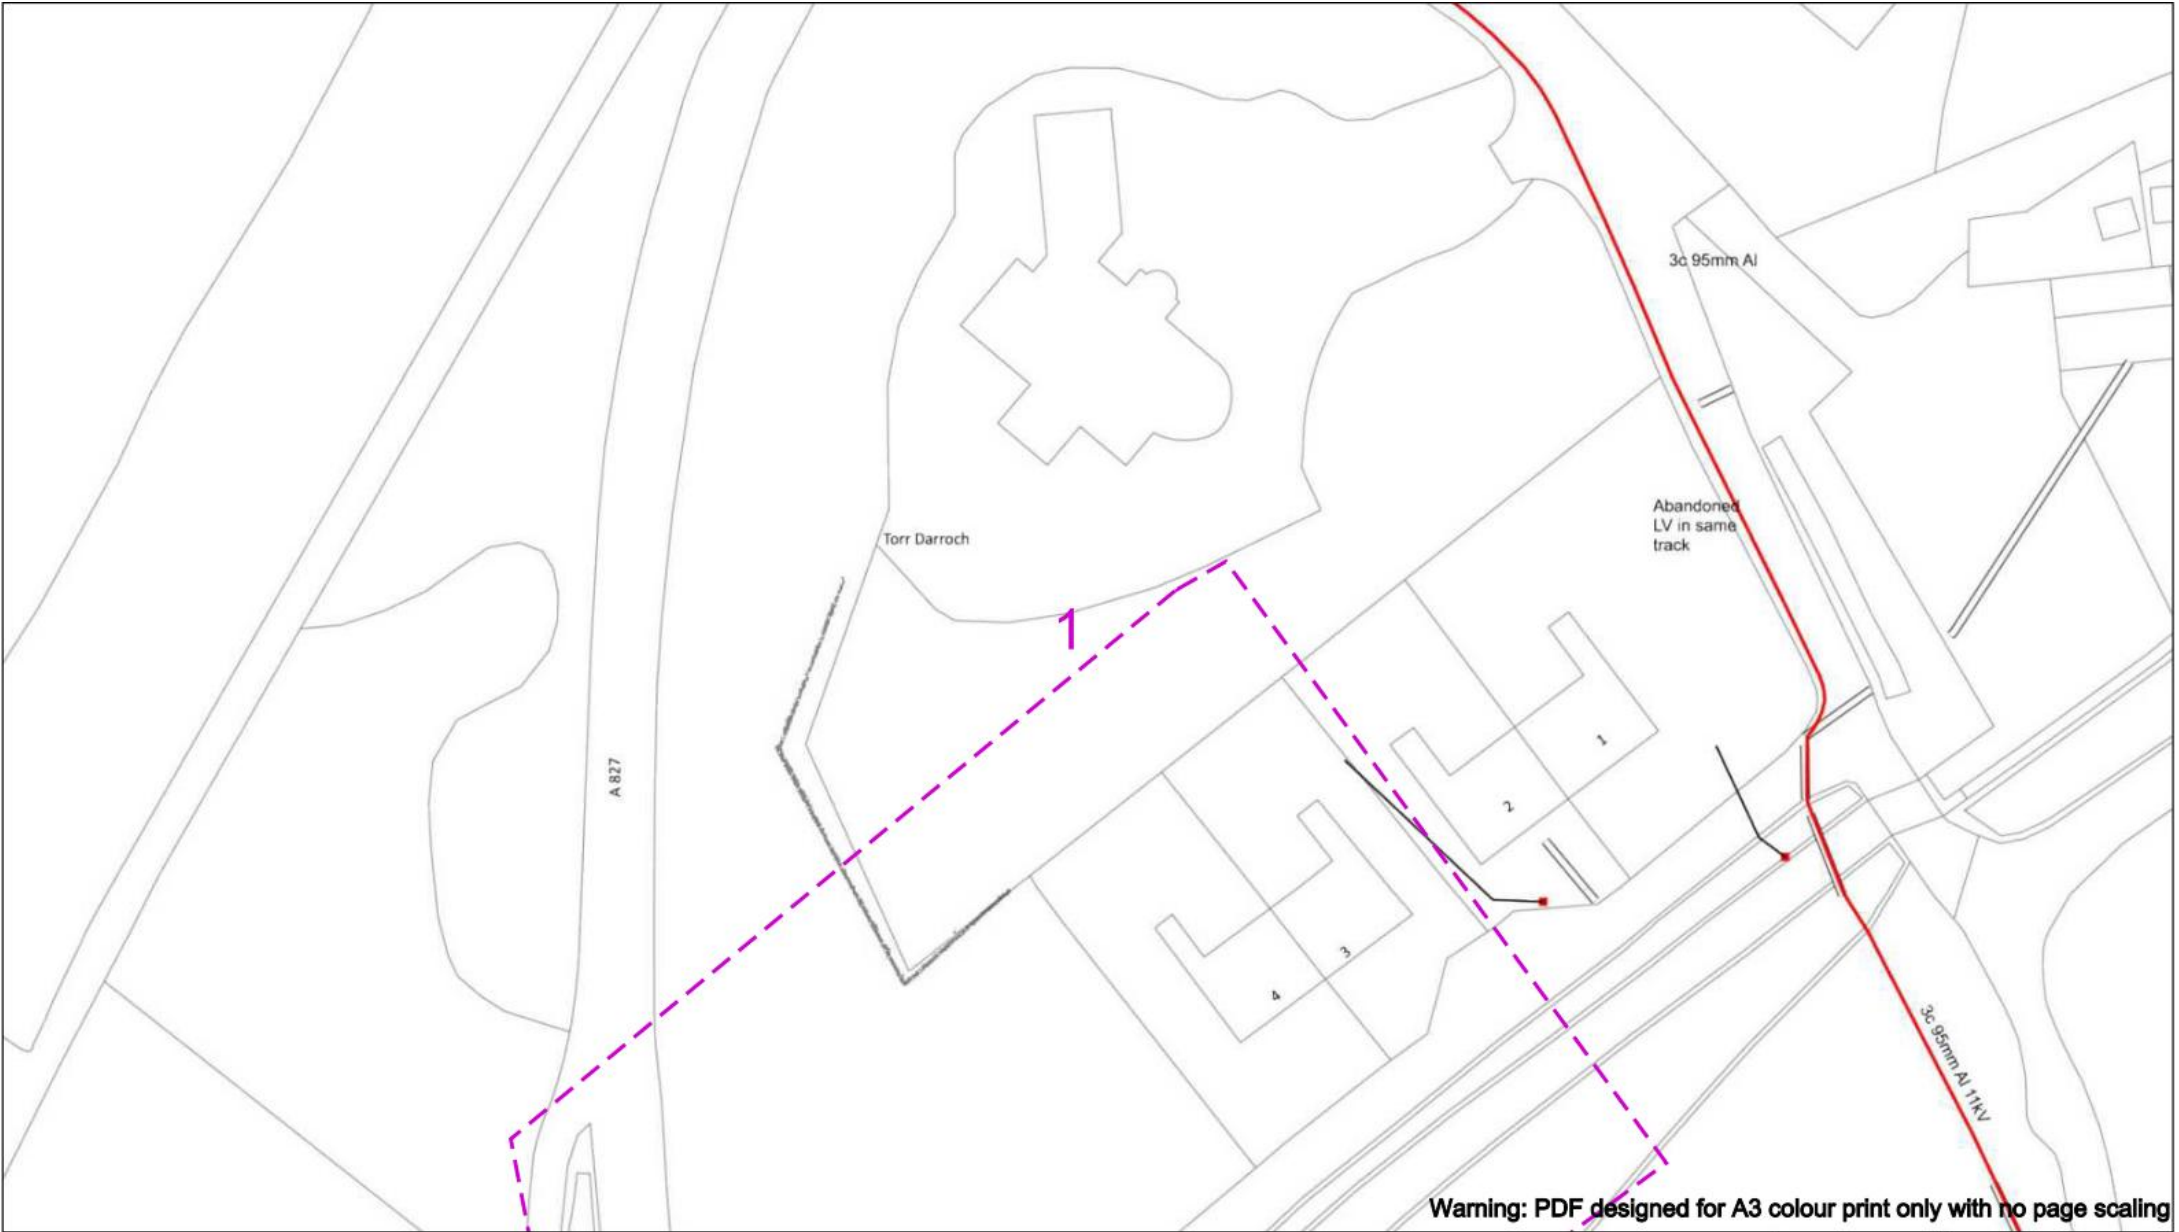 3c 95mm Al
Abandoned
LV in same
track
Torr Darroch
1
A 827
1
2
3
4
3c 95mm Al 11kV
Warning: PDF designed for A3 colour print only with no page scaling